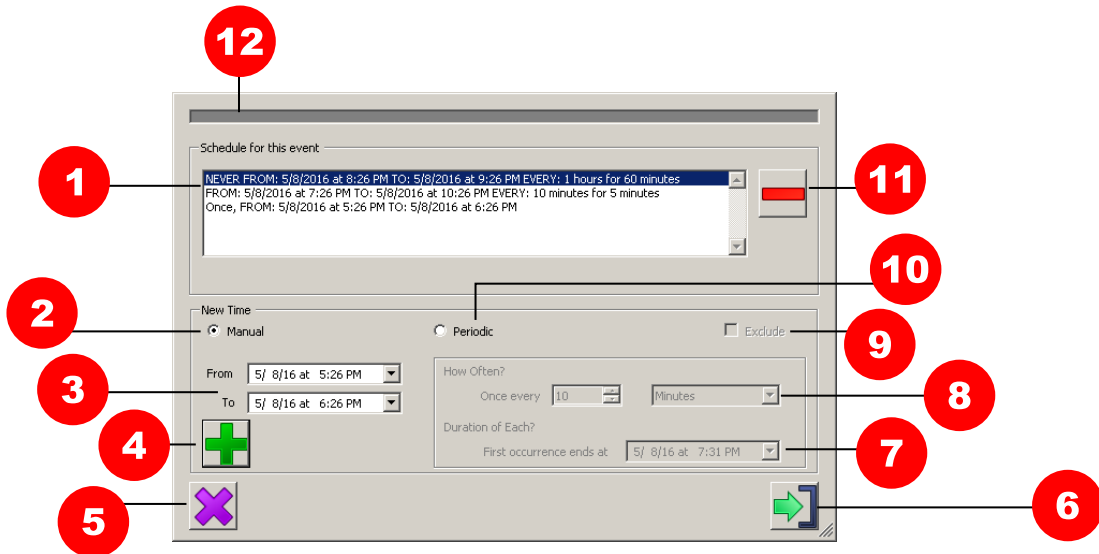 12
Schedule for this event
1
NEVER FROM: 5/8/2016 at 8:26 PM TO: 5/8/2016 at 9:26 PM EVERY: 1 hours for 60 minutes
FROM: 5/8/2016 at 7:26 PM TO: 5/8/2016 at 10:26 PM EVERY: 10 minutes for 5 minutes
Once, FROM: 5/8/2016 at 5:26 PM TO: 5/8/2016 at 6:26 PM
11
10
New Time
2
Manual
Periodic
Exclude
9
3
From 5/ 8/16 at 5:26 PM
To 5/ 8/16 at 6:26 PM
How Often?
Once every 10 Minutes
8
4
Duration of Each?
First occurrence ends at 5/ 8/16 at 7:31 PM
7
5
6